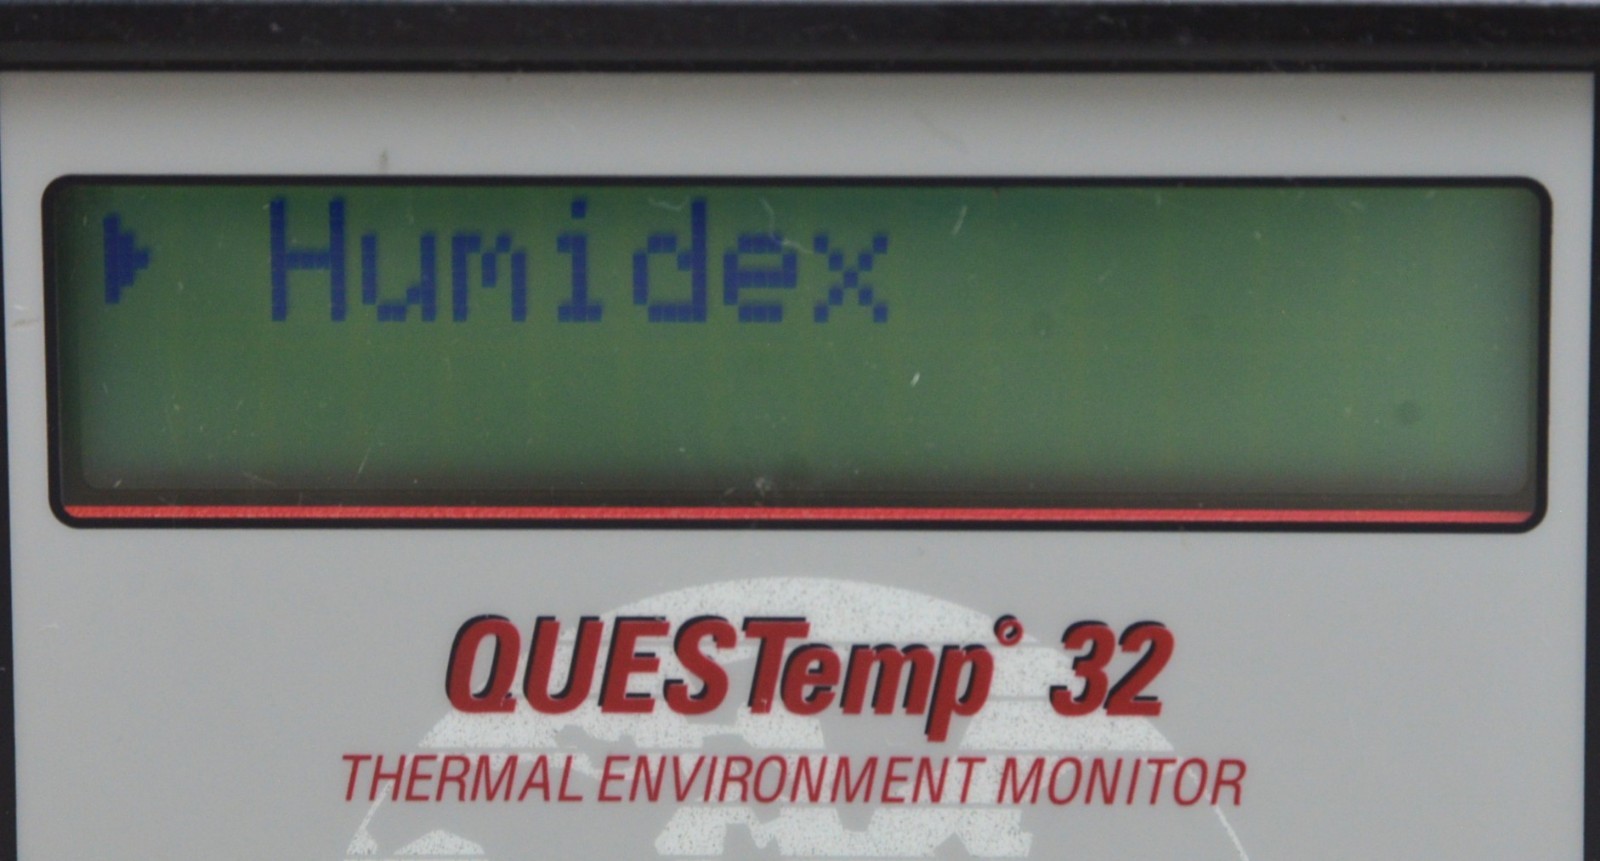 ▶ Humidex
QUESTemp° 32
THERMAL ENVIRONMENT MONITOR